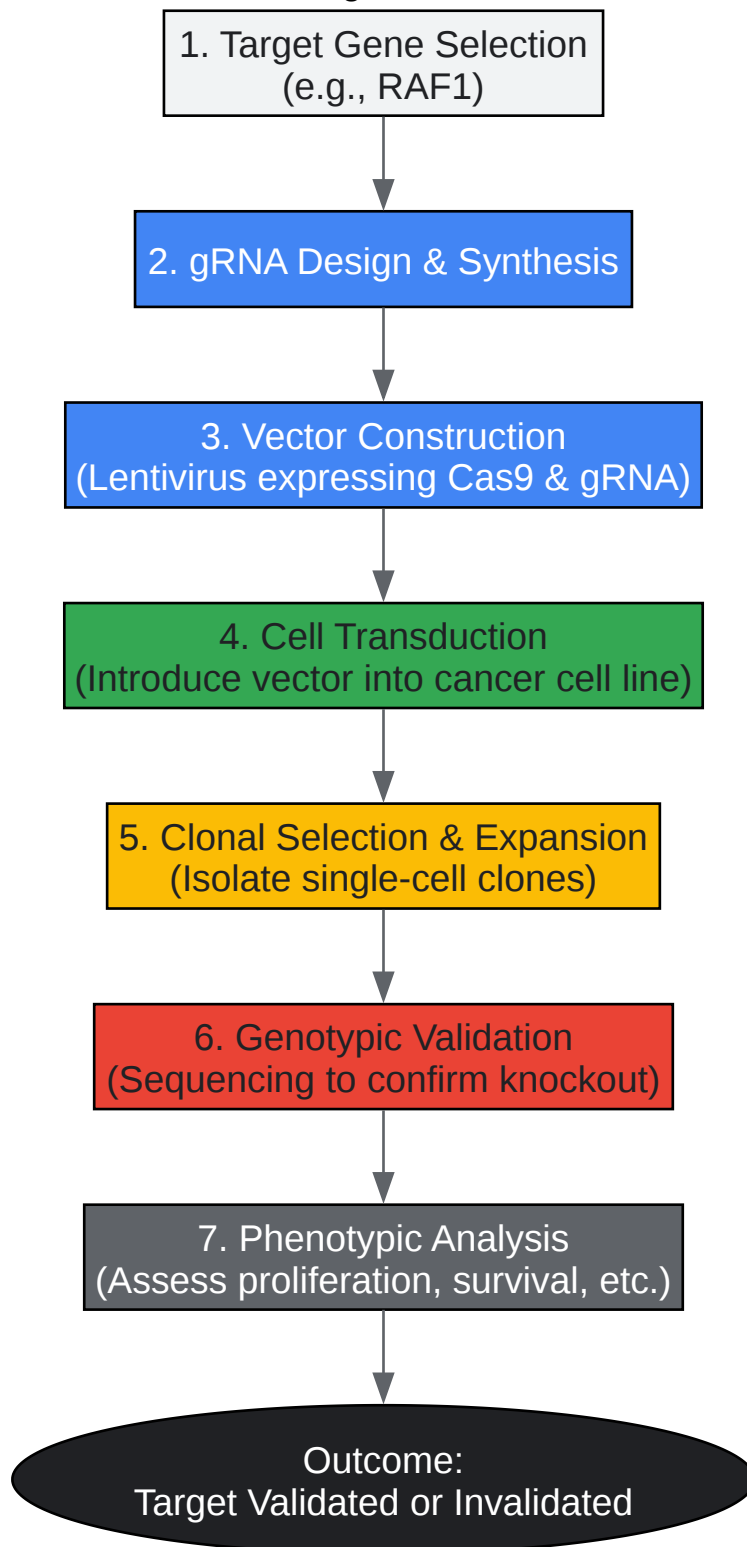 1. Target Gene Selection
(e.g., RAF1)
2. gRNA Design & Synthesis
3. Vector Construction
(Lentivirus expressing Cas9 & gRNA)
4. Cell Transduction
(Introduce vector into cancer cell line)
5. Clonal Selection & Expansion
(Isolate single-cell clones)
6. Genotypic Validation
(Sequencing to confirm knockout)
7. Phenotypic Analysis
(Assess proliferation, survival, etc.)
Outcome:
Target Validated or Invalidated